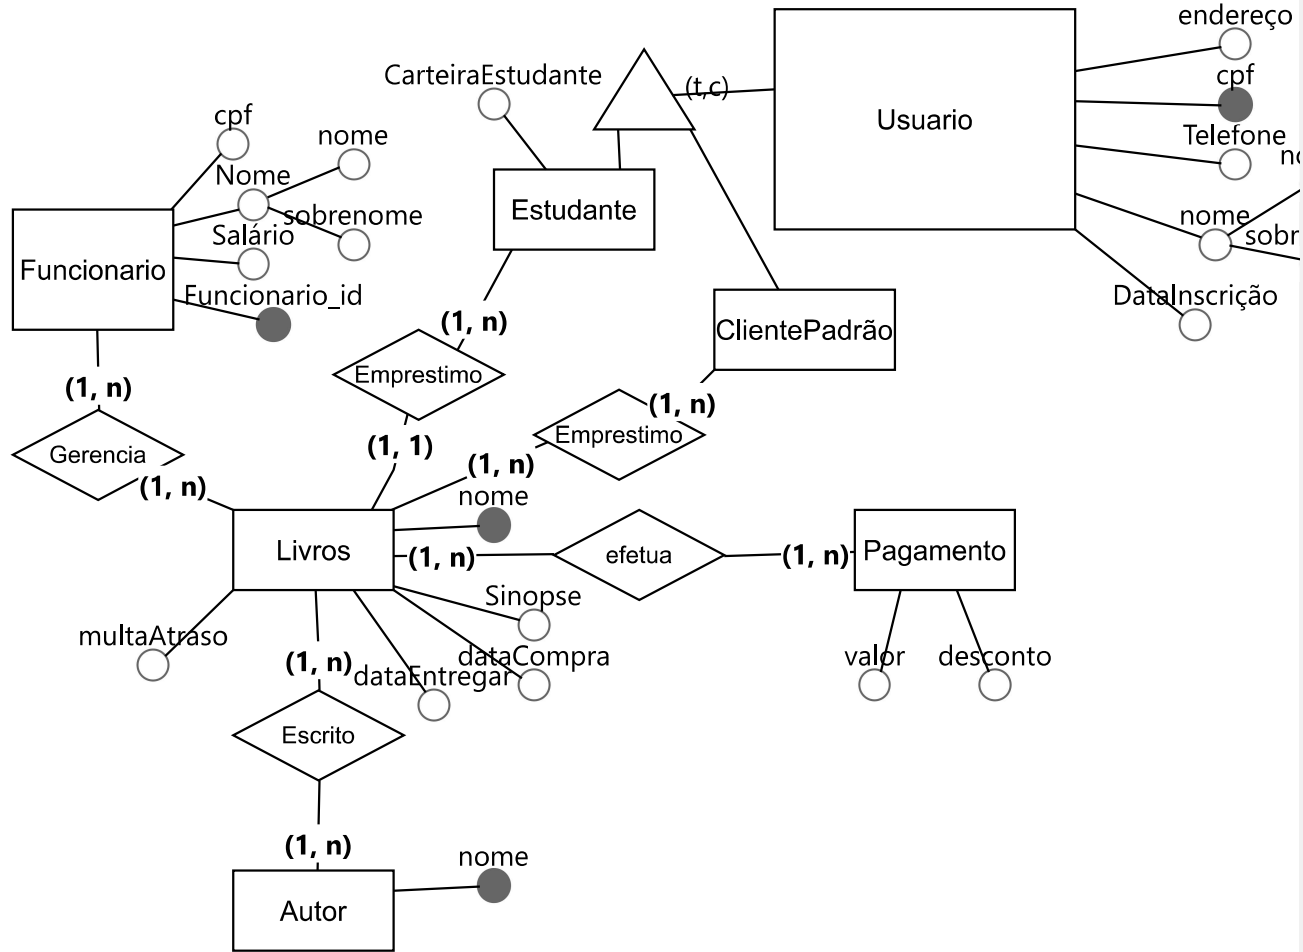 endereço
CarteiraEstudante
(t,c)
cpf
Usuario
cpf
nome
Telefone
Nome
Estudante
sobrenome
nome
Salário
sobr
Funcionario
Funcionario_id
DataInscrição
(1, n)
ClientePadrão
Emprestimo
(1, n)
(1, n)
Emprestimo
(1, 1)
Gerencia
(1, n)
(1, n)
nome
Livros
(1, n)
efetua
(1, n)
Pagamento
Sinopse
multaAtraso
(1, n)
dataEntregar
dataCompra
valor
desconto
Escrito
(1, n)
nome
Autor